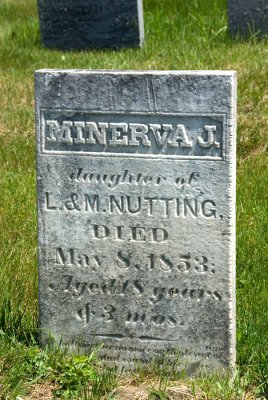 MINERVA J.
daughter of
L. & M. NUTTING,
DIED
May 8, 1853:
Aged 18 years
& 3 mos.